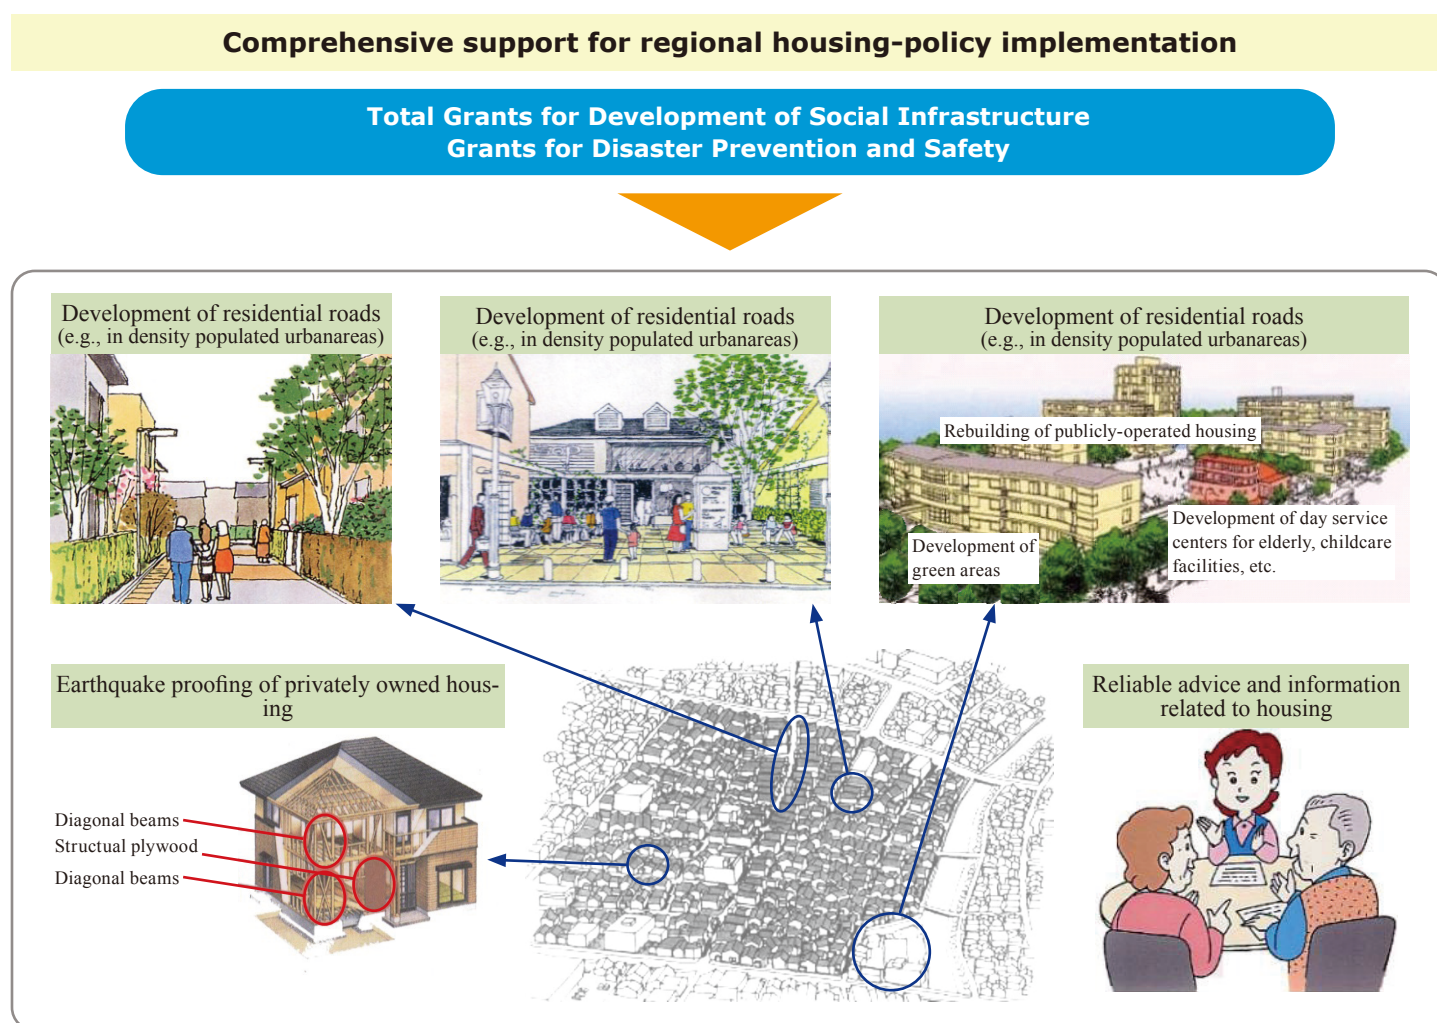 Comprehensive support for regional housing-policy implementation
Total Grants for Development of Social Infrastructure
Grants for Disaster Prevention and Safety
Development of residential roads
(e.g., in density populated urbanareas)
Development of residential roads
(e.g., in density populated urbanareas)
Development of residential roads
(e.g., in density populated urbanareas)
Rebuilding of publicly-operated housing
Development of
green areas
Development of day service
centers for elderly, childcare
facilities, etc.
Earthquake proofing of privately owned hous-
ing
Diagonal beams
Structual plywood
Diagonal beams
Reliable advice and information
related to housing